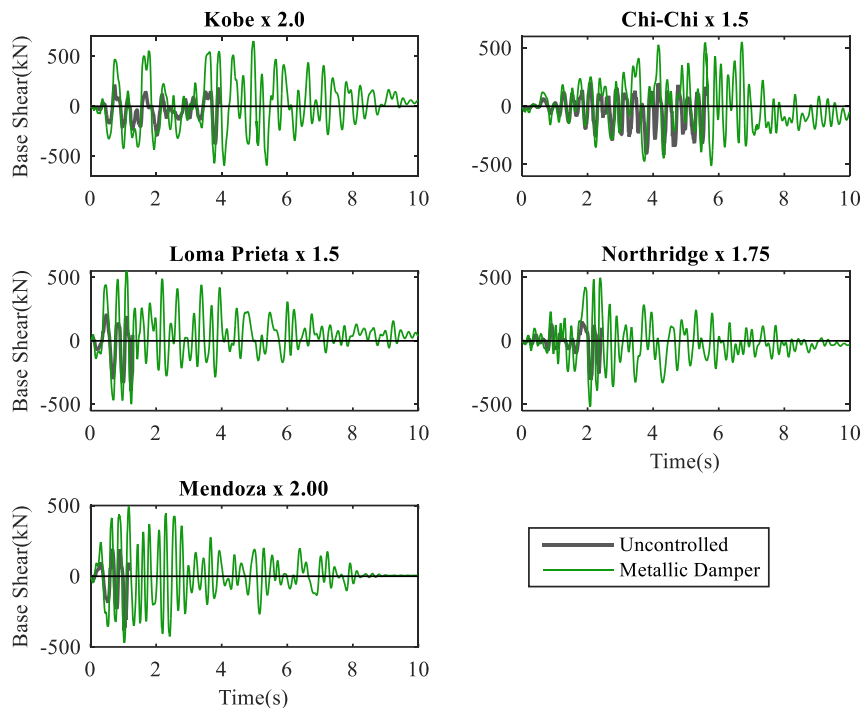 Kobe x 2.0
Chi-Chi x 1.5
Base Shear(kN)
500
0
-500
0 2 4 6 8 10
500
0
-500
0 2 4 6 8 10
Loma Prieta x 1.5
Northridge x 1.75
Base Shear(kN)
500
0
-500
0 2 4 6 8 10
500
0
-500
0 2 4 6 8 10
Time(s)
Mendoza x 2.00
Base Shear(kN)
500
0
-500
0 2 4 6 8 10
Time(s)
Uncontrolled
Metallic Damper